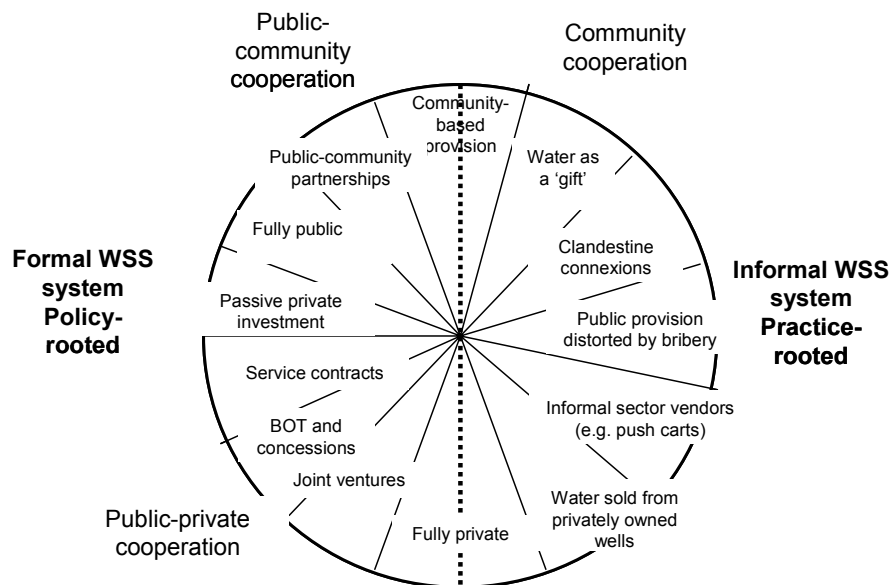 Public-
community
cooperation
Community
cooperation
Community-
based
provision
Public-community
partnerships
Water as
a ‘gift’
Fully public
Clandestine
connexions
Formal WSS
system
Policy-
rooted
Informal WSS
system
Practice-
rooted
Passive private
investment
Public provision
distorted by bribery
Service contracts
Informal sector vendors
(e.g. push carts)
BOT and
concessions
Joint ventures
Water sold from
privately owned
wells
Public-private
cooperation
Fully private